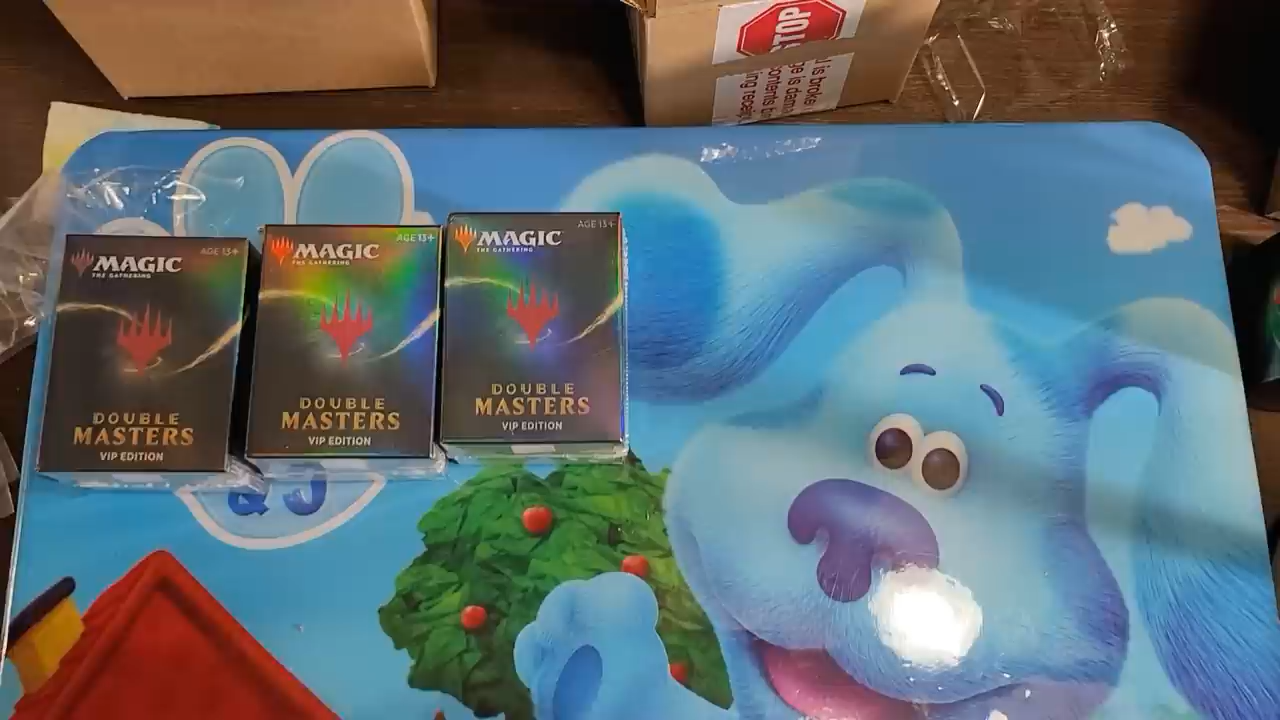 STOP
AGE 13+
MAGIC
THE GATHERING
DOUBLE
MASTERS
VIP EDITION
AGE 13+
MAGIC
THE GATHERING
DOUBLE
MASTERS
VIP EDITION
AGE 13+
MAGIC
THE GATHERING
DOUBLE
MASTERS
VIP EDITION